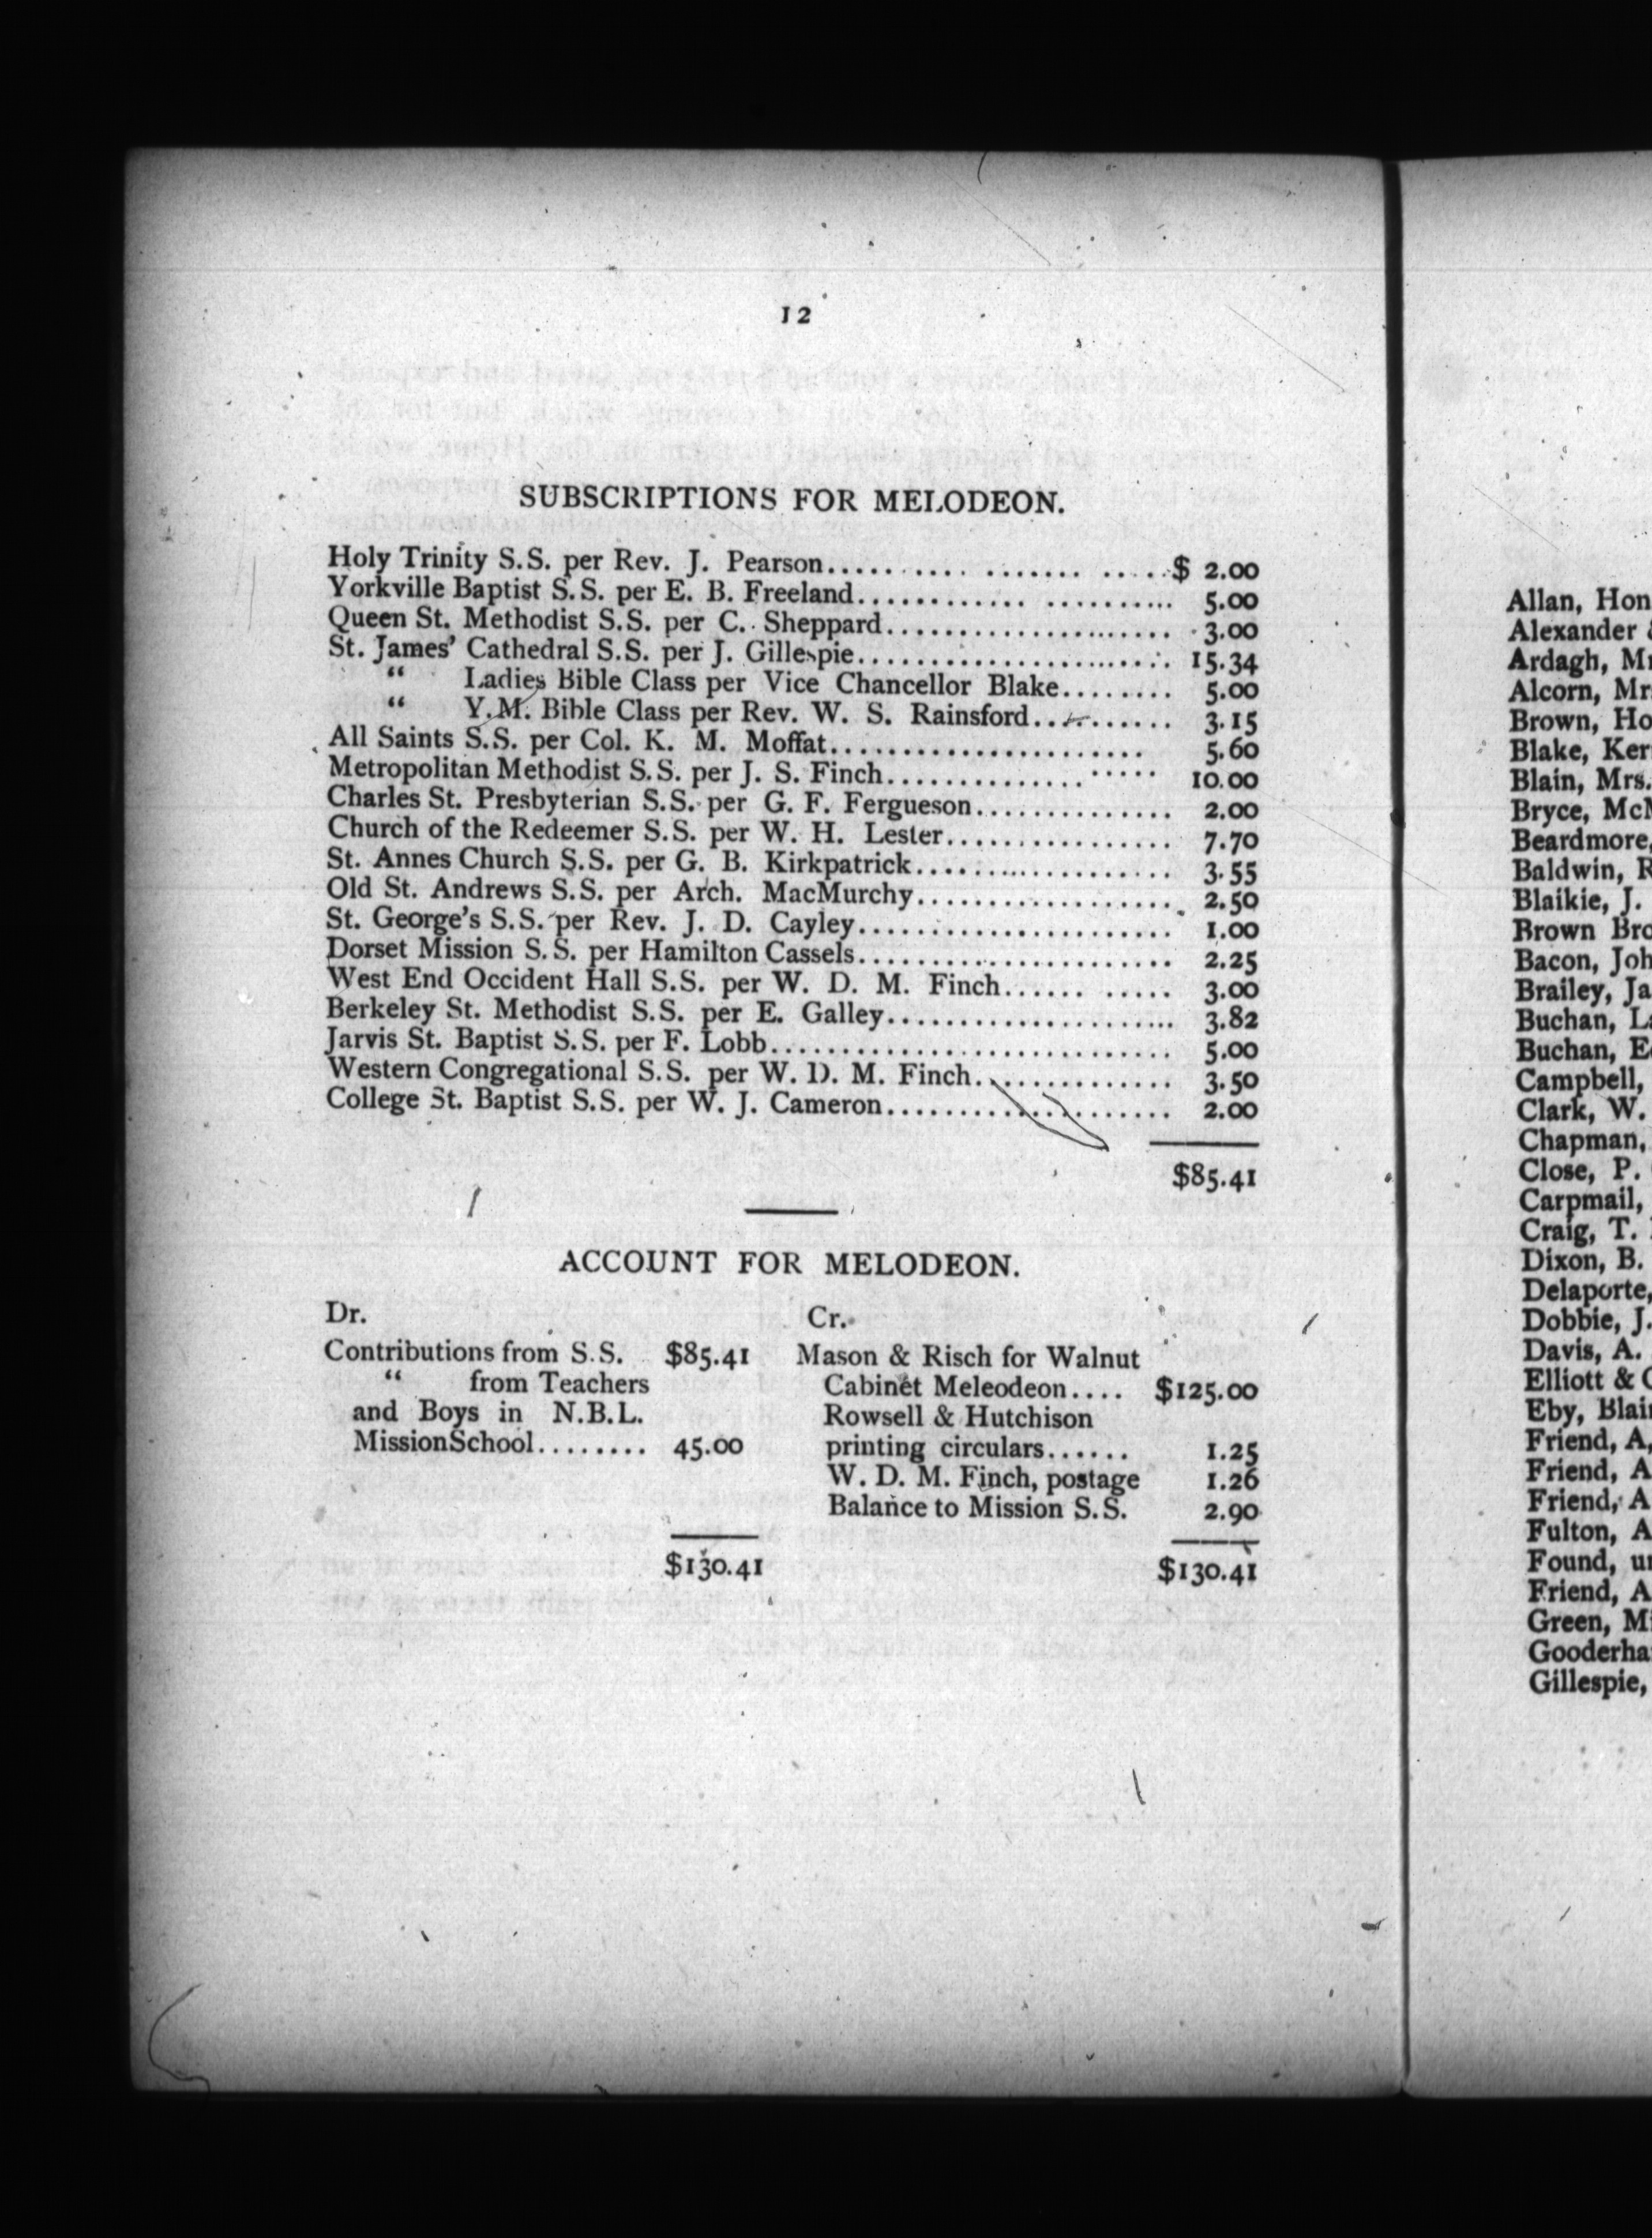 12
SUBSCRIPTIONS FOR MELODEON.
Holy Trinity S.S. per Rev. J. Pearson.................$ 2.00
Yorkville Baptist S.S. per E. B. Freeland...................... 5.00
Queen St. Methodist S.S. per C. Sheppard.................... 3.00
St. James' Cathedral S.S. per J. Gillespie...................... 15.34
“ Ladies Bible Class per Vice Chancellor Blake........ 5.00
“ Y.M. Bible Class per Rev. W. S. Rainsford.......... 3.15
All Saints S.S. per Col. K. M. Moffat...................... 5.60
Metropolitan Methodist S.S. per J. S. Finch................... 10.00
Charles St. Presbyterian S.S. per G. F. Fergueson.............. 2.00
Church of the Redeemer S.S. per W. H. Lester................ 7.70
St. Annes Church S.S. per G. B. Kirkpatrick................... 3.55
Old St. Andrews S.S. per Arch. MacMurchy................... 2.50
St. George's S.S. per Rev. J. D. Cayley....................... 1.00
Dorset Mission S.S. per Hamilton Cassels....................... 2.25
West End Occident Hall S.S. per W. D. M. Finch...... ..... 3.00
Berkeley St. Methodist S.S. per E. Galley...................... 3.82
Jarvis St. Baptist S.S. per F. Lobb............................. 5.00
Western Congregational S.S. per W. D. M. Finch.............. 3.50
College St. Baptist S.S. per W. J. Cameron..................... 2.00
$85.41
ACCOUNT FOR MELODEON.
Dr.
Contributions from S.S. $85.41
“ from Teachers
and Boys in N.B.L.
MissionSchool........ 45.00
$130.41
Cr.
Mason & Risch for Walnut
Cabinet Meleodeon.... $125.00
Rowsell & Hutchison
printing circulars...... 1.25
W. D. M. Finch, postage 1.26
Balance to Mission S.S. 2.90
$130.41
Allan, Hon
Alexander
Ardagh,
Alcorn, Mr
Brown, Ho
Blake, Ker
Blain, Mrs.
Bryce,
Beardmore,
Baldwin, R
Blaikie, J.
Brown Bro
Bacon, Joh
Brailey, Ja
Buchan, La
Buchan,
Campbell,
Clark, W.
Chapman,
Close, P.
Carpmail,
Craig, T.
Dixon, B.
Delaporte,
Dobbie, J.
Davis, A.
Elliott &
Eby, Blai
Friend, A,
Friend, A
Friend, A
Fulton, A
Found, un
Friend, A
Green,
Gooderha
Gillespie,